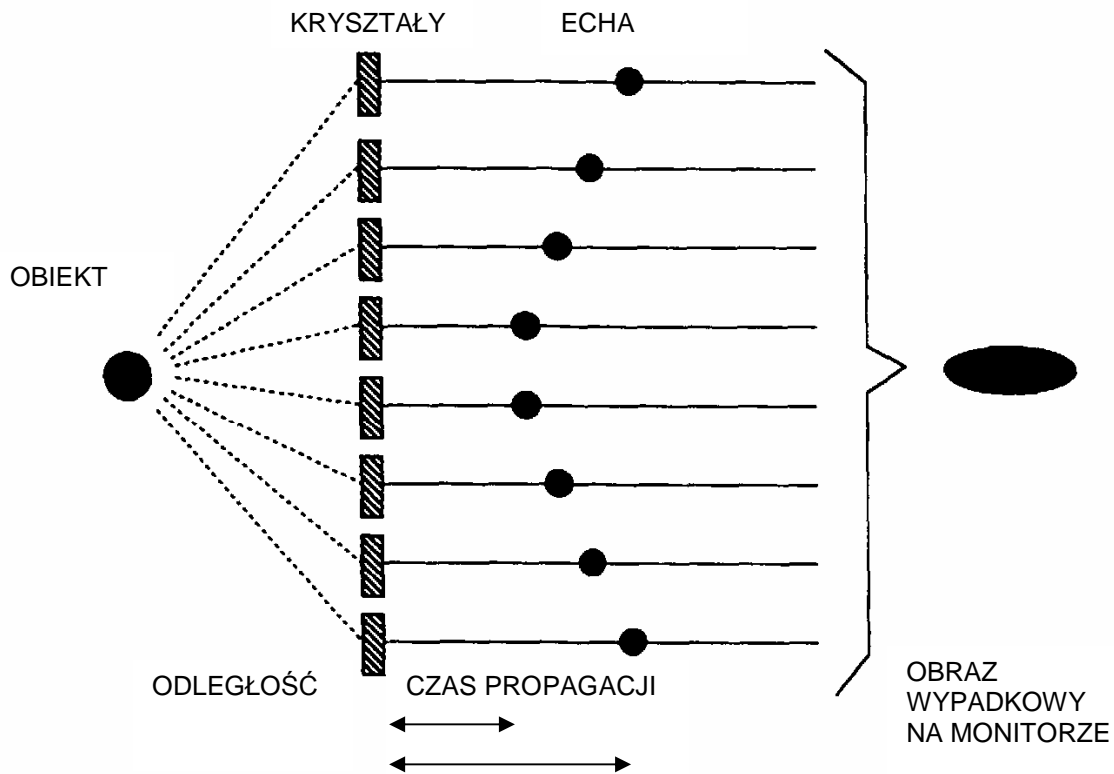 KRYSZTAŁY
ECHA
OBIEKT
ODLEGŁOŚĆ
CZAS PROPAGACJI
OBRAZ
WYPADKOWY
NA MONITORZE